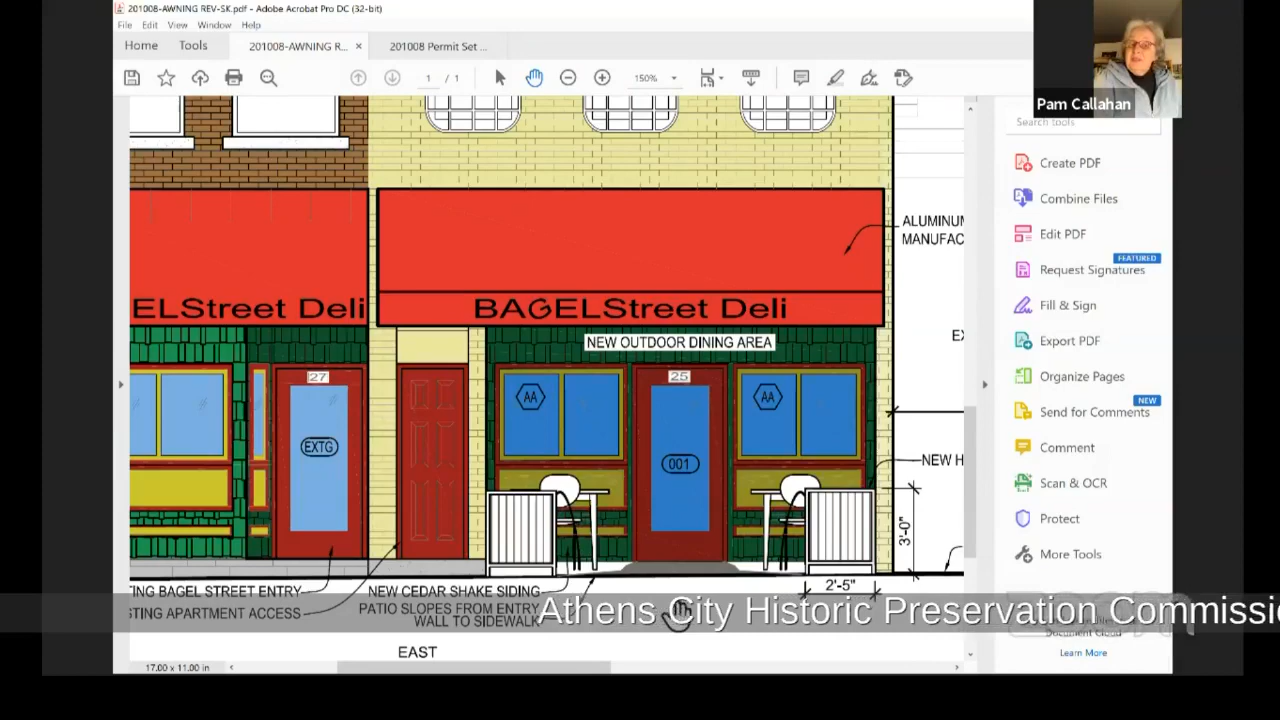 201008-AWNING REV-SK.pdf - Adobe Acrobat Pro DC (32-bit)
File Edit View Window Help
Home Tools 201008-AWNING R... × 201008 Permit Set ...
1 / 1 150%
Pam Callahan
Search tools
Create PDF
Combine Files
Edit PDF
FEATURED
Request Signatures
Fill & Sign
Export PDF
Organize Pages
NEW
Send for Comments
Comment
Scan & OCR
Protect
More Tools
Document Cloud
Learn More
ALUMINUM
MANUFAC
ELStreet Deli
BAGELStreet Deli
NEW OUTDOOR DINING AREA
EX
27
25
AA
AA
EXTG
001
NEW H
3'-0"
2'-5"
TING BAGEL STREET ENTRY
STING APARTMENT ACCESS
NEW CEDAR SHAKE SIDING
PATIO SLOPES FROM ENTRY
WALL TO SIDEWALK
Athens City Historic Preservation Commissi
zoom
EAST
17.00 x 11.00 in